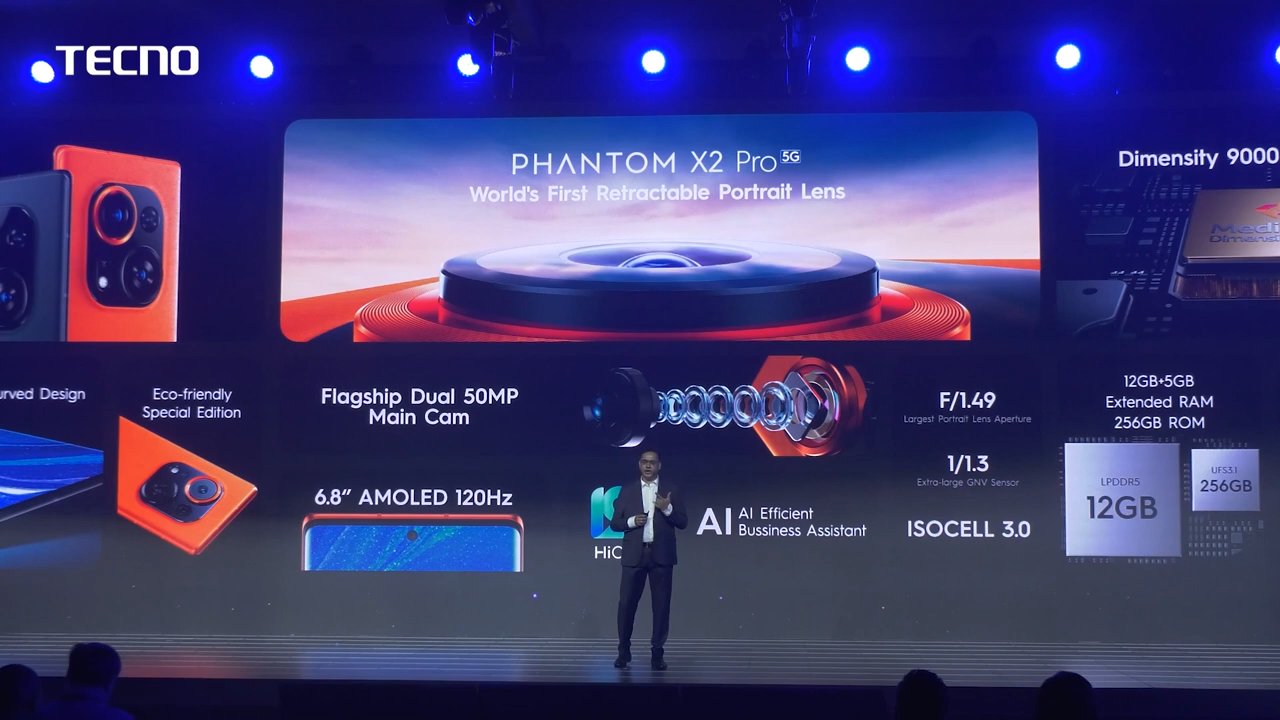 TECNO
PHANTOM X2 Pro 5G
World's First Retractable Portrait Lens
Dimensity 9000
urved Design
Eco-friendly
Special Edition
Flagship Dual 50MP
Main Cam
6.8" AMOLED 120Hz
HiO
AI
AI Efficient
Bussiness Assistant
F/1.49
Largest Portrait Lens Aperture
1/1.3
Extra-large GNV Sensor
ISOCELL 3.0
12GB+5GB
Extended RAM
256GB ROM
LPDDR5
12GB
UFS3.1
256GB